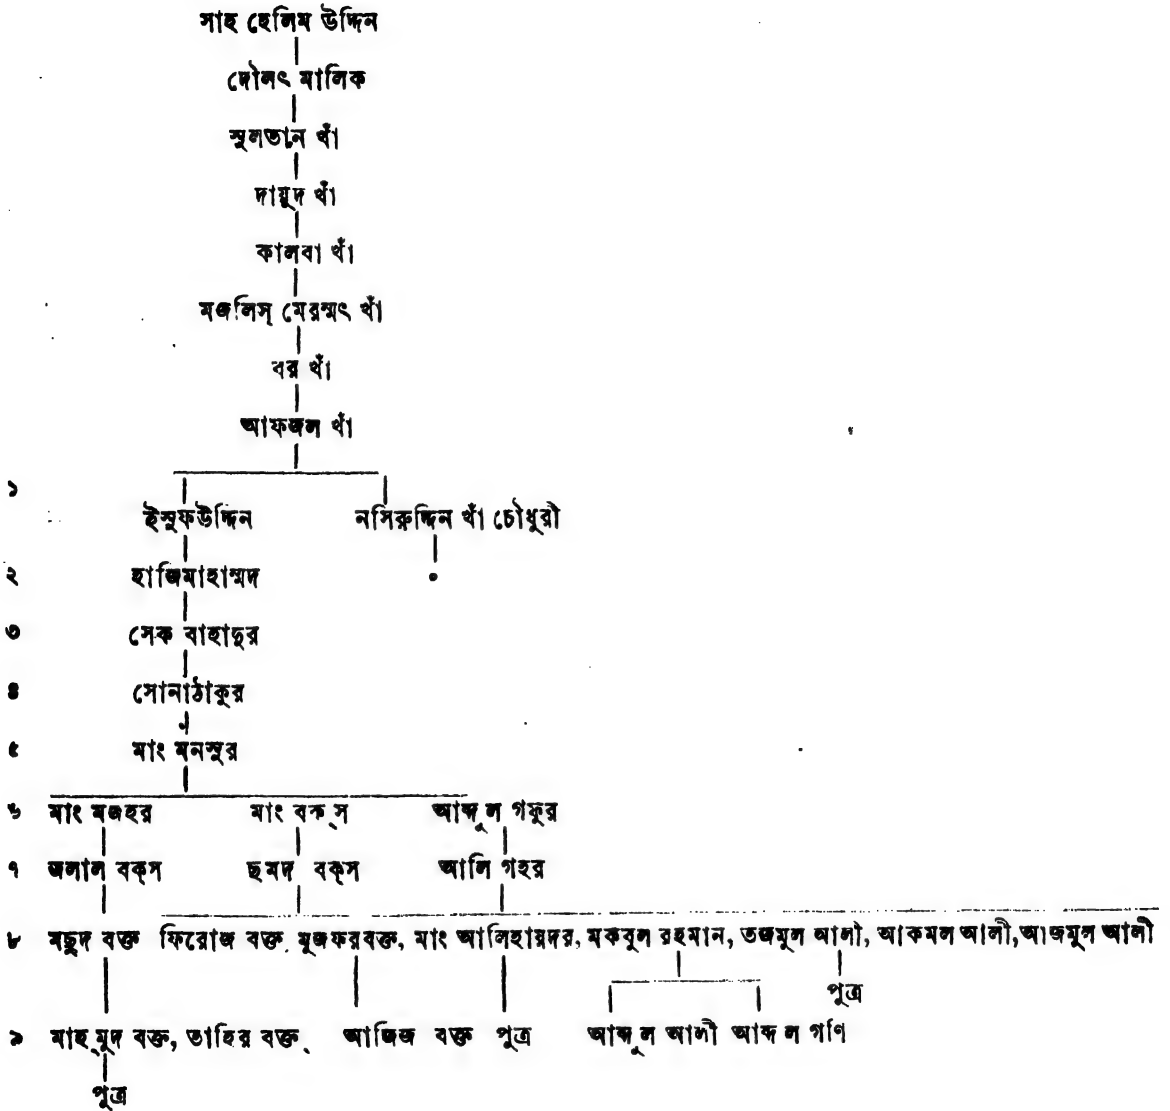 সাহ হেলিম উদ্দিন
দৌলৎ মালিক
সুলতান খাঁ
দায়ুদ খাঁ
কালবা খাঁ
মজলিস্ মেরম্মৎ খাঁ
বর খাঁ
আফজল খাঁ
১
ইসুফউদ্দিন নসিরুদ্দিন খাঁ চৌধুরী
২ হাজিমাহাম্মদ
৩ সেক বাহাদুর
৪ সোনাঠাকুর
৫ মাং মনসুর
৬ মাং মজহর মাং বক্স আব্দুল গফুর
৭ জলাল বক্স ছমদ বক্স আলি গহর
৮ মছুদ বক্ত ফিরোজ বক্ত মুজফরবক্ত, মাং আলিহায়দর, মকবুল রহমান, তজমুল আলী, আকমল আলী, আজমুল আলী
পুত্র
৯ মাহ্মুদ বক্ত, তাহির বক্ত্ আজিজ বক্ত পুত্র আব্দুল আলী আব্দল গণি
পুত্র